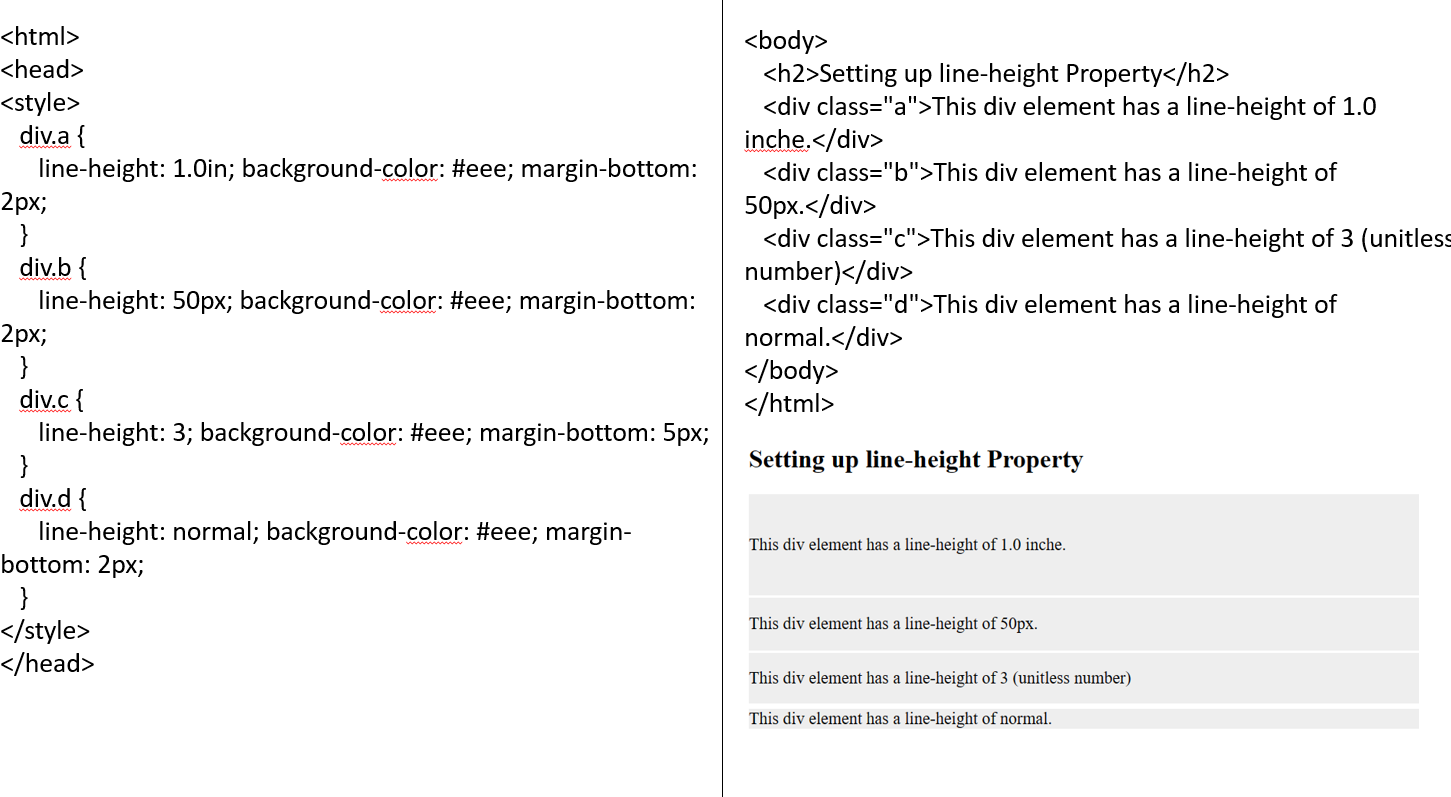 <html>
<head>
<style>
div.a {
line-height: 1.0in; background-color: #eee; margin-bottom:
2px;
}
div.b {
line-height: 50px; background-color: #eee; margin-bottom:
2px;
}
div.c {
line-height: 3; background-color: #eee; margin-bottom: 5px;
}
div.d {
line-height: normal; background-color: #eee; margin-
bottom: 2px;
}
</style>
</head>
<body>
<h2>Setting up line-height Property</h2>
<div class="a">This div element has a line-height of 1.0
inche.</div>
<div class="b">This div element has a line-height of
50px.</div>
<div class="c">This div element has a line-height of 3 (unitless
number)</div>
<div class="d">This div element has a line-height of
normal.</div>
</body>
</html>
Setting up line-height Property
This div element has a line-height of 1.0 inche.
This div element has a line-height of 50px.
This div element has a line-height of 3 (unitless number)
This div element has a line-height of normal.